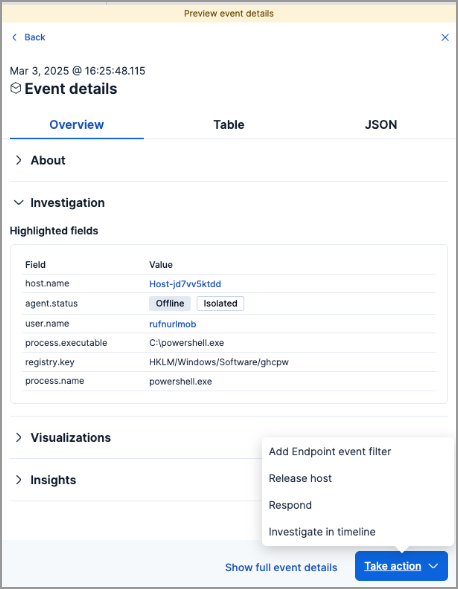 Preview event details
Back
Mar 3, 2025 @ 16:25:48.115
Event details
Overview Table JSON
About
Investigation
Highlighted fields
Field Value
host.name Host-jd7vv5ktdd
agent.status Offline Isolated
user.name rufnurlmob
process.executable C:\powershell.exe
registry.key HKLM/Windows/Software/ghcpw
process.name powershell.exe
Visualizations
Insights
Add Endpoint event filter
Release host
Respond
Investigate in timeline
Show full event details Take action